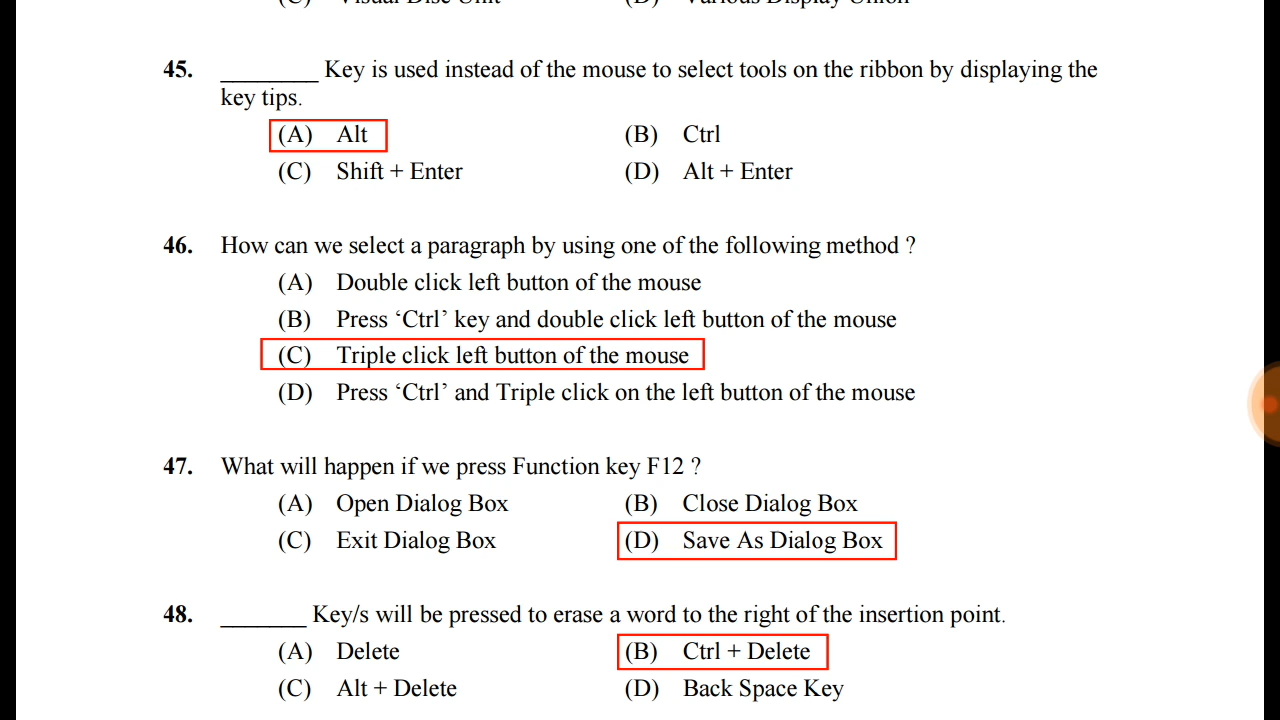 (C) Visual Disc Unit (D) Various Display Union
45. ________ Key is used instead of the mouse to select tools on the ribbon by displaying the
key tips.
(A) Alt (B) Ctrl
(C) Shift + Enter (D) Alt + Enter
46. How can we select a paragraph by using one of the following method ?
(A) Double click left button of the mouse
(B) Press ‘Ctrl’ key and double click left button of the mouse
(C) Triple click left button of the mouse
(D) Press ‘Ctrl’ and Triple click on the left button of the mouse
47. What will happen if we press Function key F12 ?
(A) Open Dialog Box (B) Close Dialog Box
(C) Exit Dialog Box (D) Save As Dialog Box
48. _______ Key/s will be pressed to erase a word to the right of the insertion point.
(A) Delete (B) Ctrl + Delete
(C) Alt + Delete (D) Back Space Key